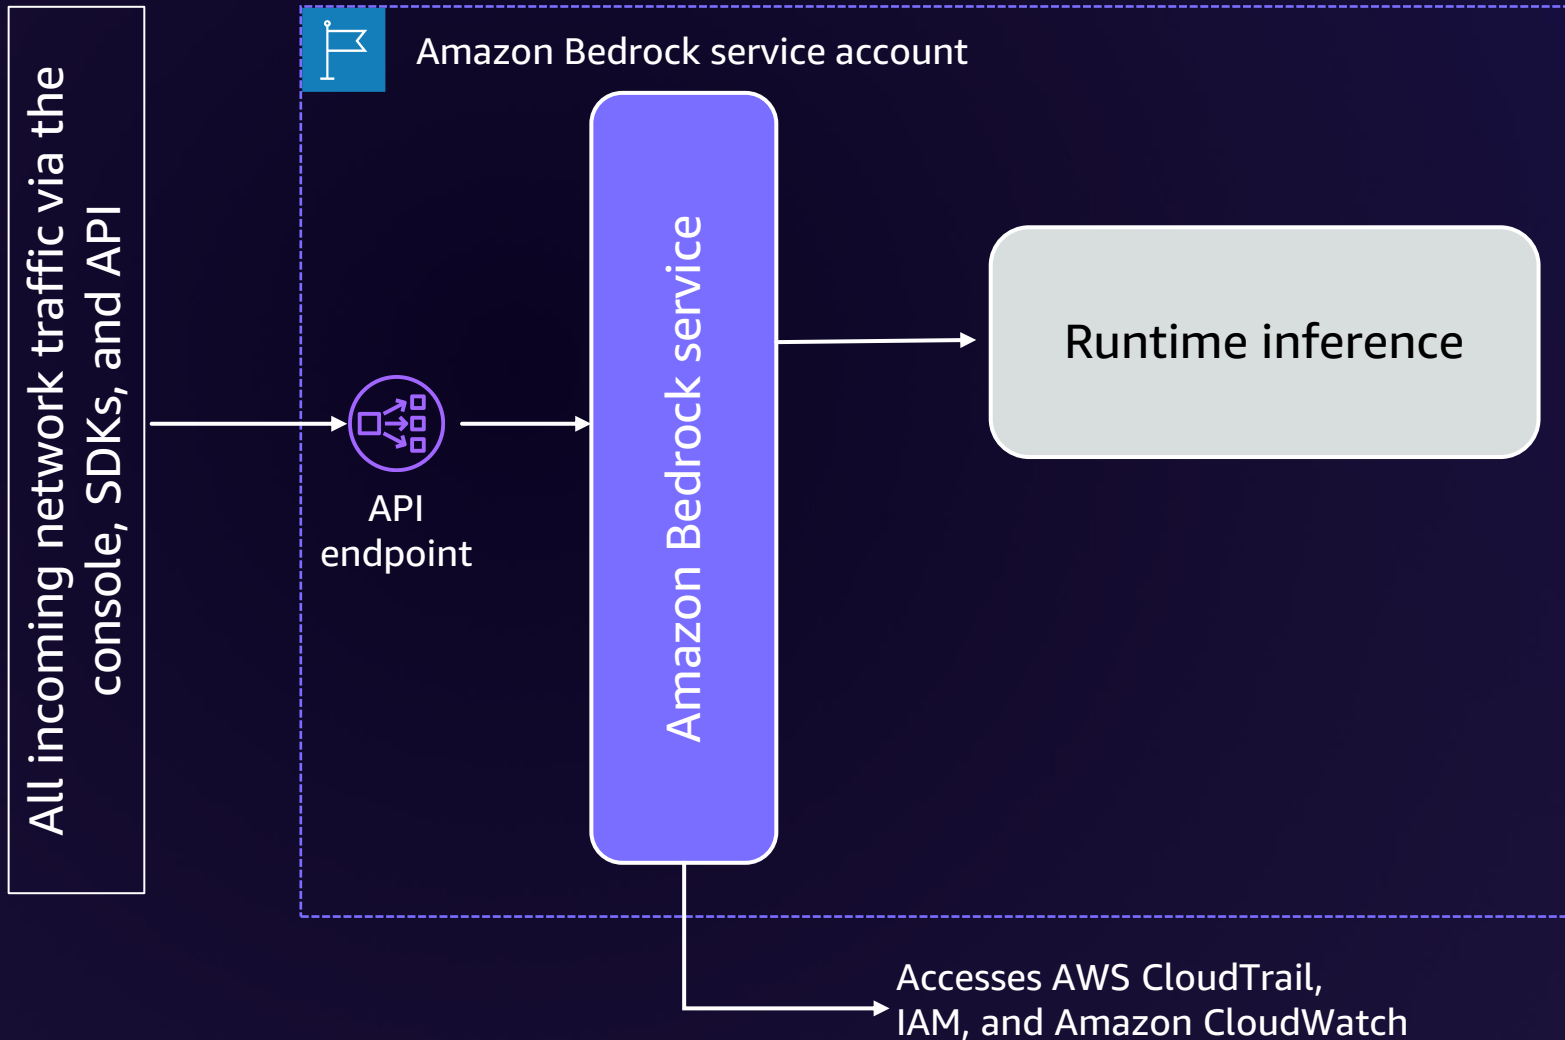 All incoming network traffic via the
console, SDKs, and API
Amazon Bedrock service account
API
endpoint
Amazon Bedrock service
Runtime inference
Accesses AWS CloudTrail,
IAM, and Amazon CloudWatch